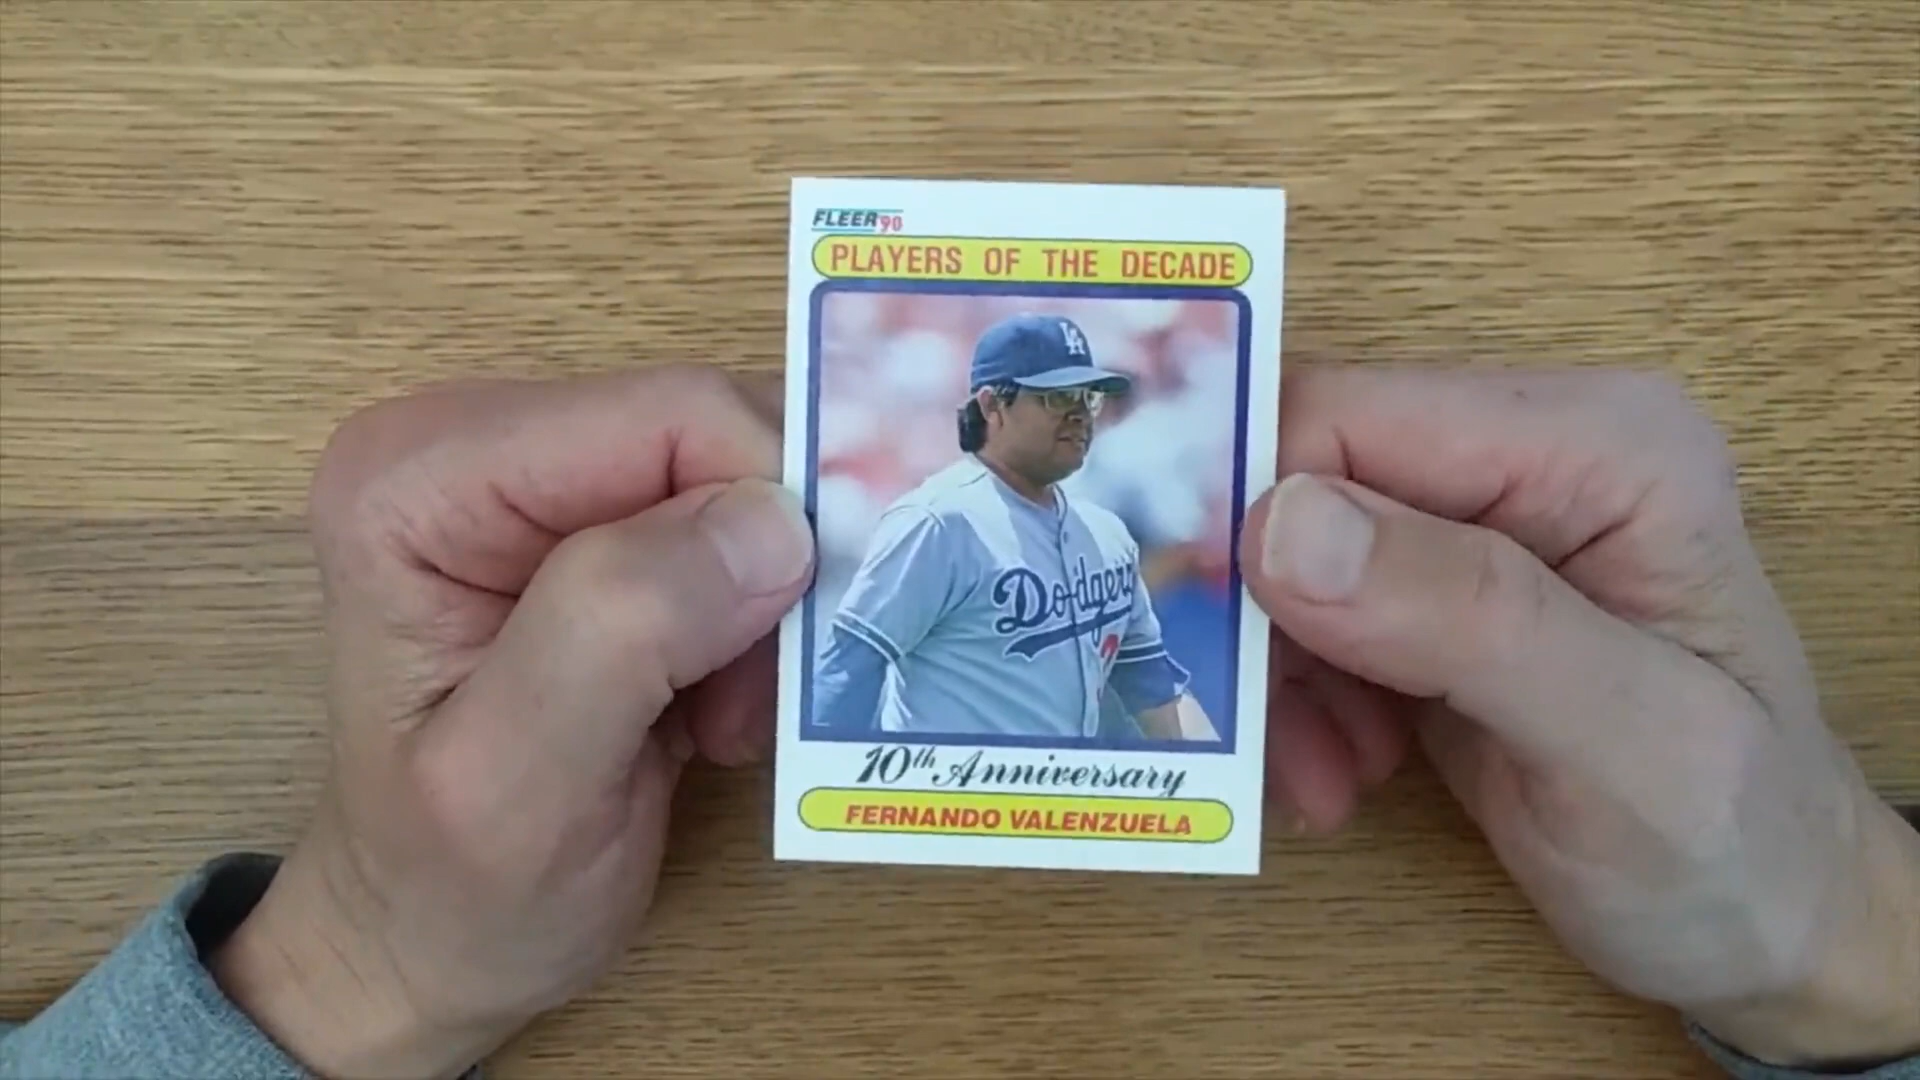 FLEER '90
PLAYERS OF THE DECADE
LA
Dodgers
10th Anniversary
FERNANDO VALENZUELA